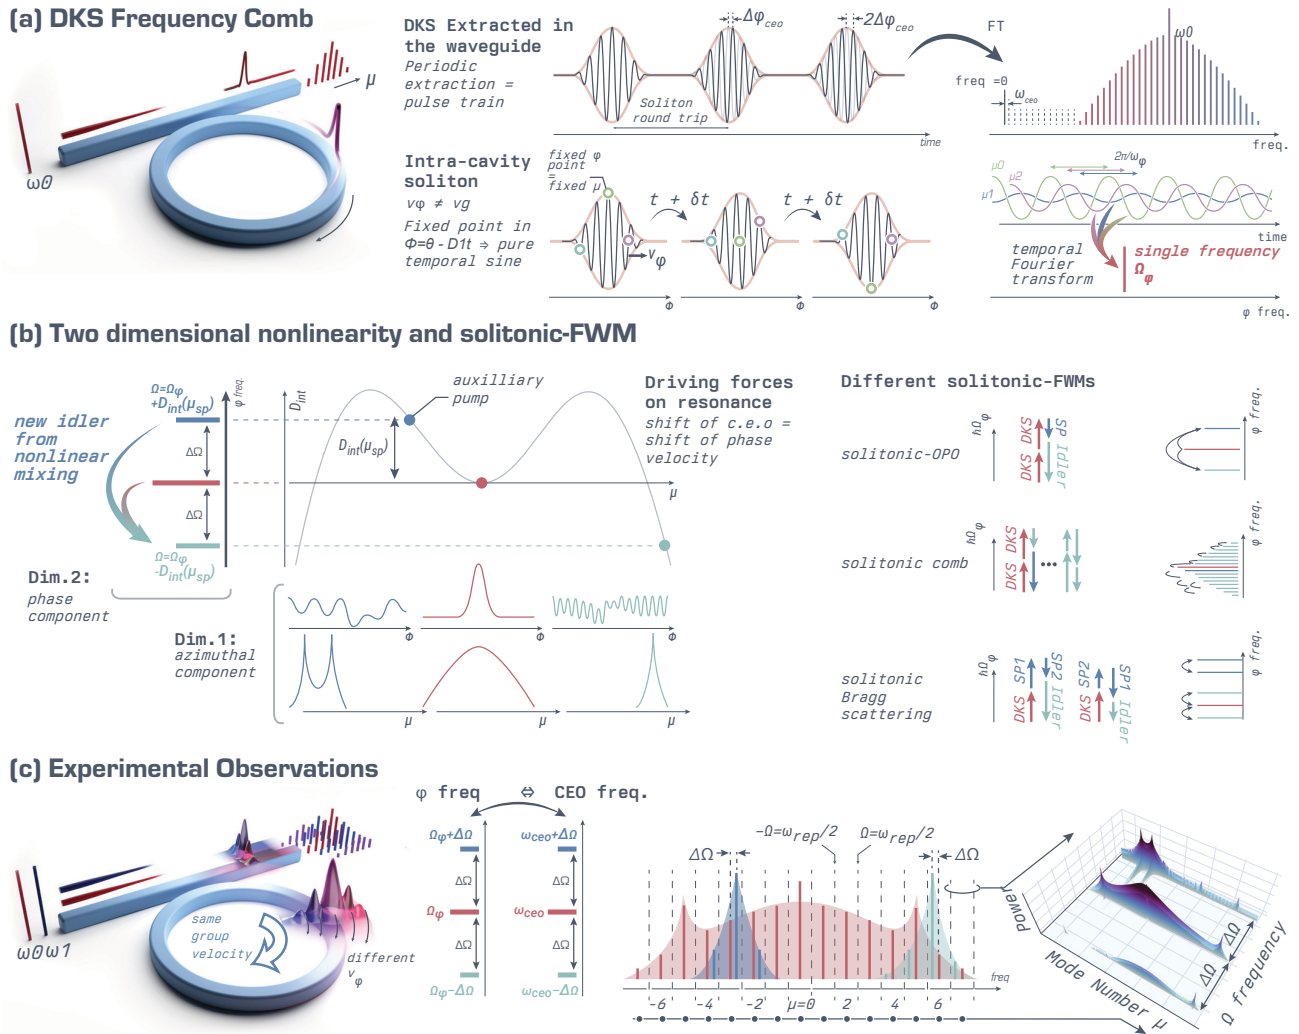 (a) DKS Frequency Comb
μ
ω0
DKS Extracted in
the waveguide
Periodic
extraction =
pulse train
Δφceo
2Δφceo
Soliton
round trip
time
FT
ω0
freq =0
ωceo
freq.
Intra-cavity
soliton
vφ ≠ vg
Fixed point in
Φ=θ - D1t ⇒ pure
temporal sine
fixed φ
point
=
fixed μ
t + δt
t + δt
vφ
Φ
Φ
Φ
2π/ωφ
μ0
μ2
μ1
time
temporal
Fourier
transform
single frequency
Ωφ
φ freq.
(b) Two dimensional nonlinearity and solitonic-FWM
new idler
from
nonlinear
mixing
Ω=Ωφ
+Dint(μsp)
φ freq.
ΔΩ
ΔΩ
Ω=Ωφ
-Dint(μsp)
Dint
auxilliary
pump
Dint(μsp)
μ
Driving forces
on resonance
shift of c.e.o =
shift of phase
velocity
Dim.2:
phase
component
Dim.1:
azimuthal
component
Φ
Φ
Φ
μ
μ
μ
Different solitonic-FWMs
solitonic-OPO
ℏΩφ
DKS DKS
SP Idler
φ freq.
solitonic comb
ℏΩφ
DKS DKS
•••
φ freq.
solitonic
Bragg
scattering
ℏΩφ
DKS SP1
SP2 Idler
DKS SP2
SP1 Idler
φ freq.
(c) Experimental Observations
ω0 ω1
same
group
velocity
different
vφ
φ freq ⇔ CEO freq.
Ωφ+ΔΩ
ΔΩ
Ωφ
ΔΩ
Ωφ-ΔΩ
ωceo+ΔΩ
ΔΩ
ωceo
ΔΩ
ωceo-ΔΩ
-Ω=ωrep/2
Ω=ωrep/2
ΔΩ
ΔΩ
freq
-6 -4 -2 μ=0 2 4 6
μ
Power
Mode Number μ
ΔΩ
ΔΩ
Ω frequency